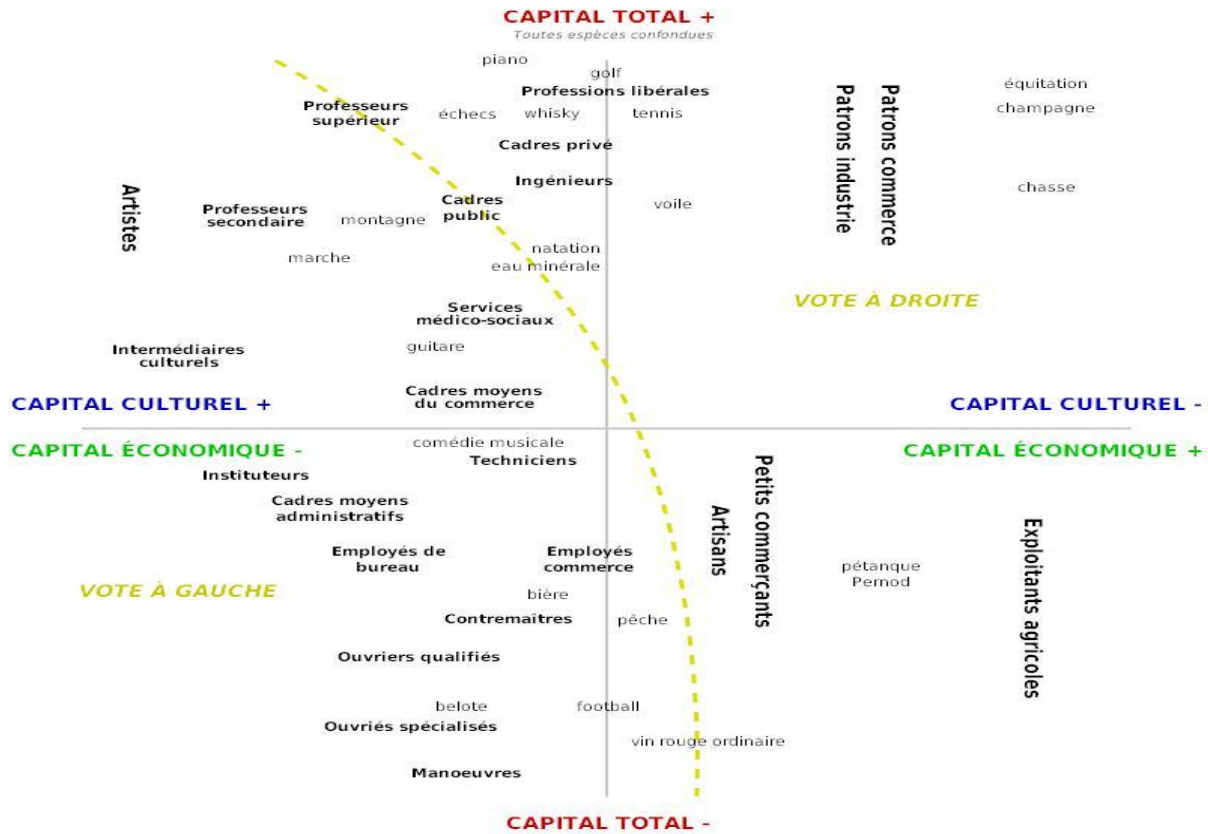 CAPITAL TOTAL +
Toutes espèces confondues
piano
golf
équitation
Professions libérales
Professeurs
supérieur
échecs
whisky
tennis
champagne
Patrons industrie
Patrons commerce
Cadres privé
Ingénieurs
chasse
Artistes
Cadres
public
voile
Professeurs
secondaire
montagne
natation
marche
eau minérale
VOTE À DROITE
Services
médico-sociaux
Intermédiaires
culturels
guitare
Cadres moyens
du commerce
CAPITAL CULTUREL +
CAPITAL CULTUREL -
CAPITAL ÉCONOMIQUE -
CAPITAL ÉCONOMIQUE +
comédie musicale
Techniciens
Instituteurs
Cadres moyens
administratifs
Artisans
Petits commerçants
Exploitants agricoles
Employés de
bureau
Employés
commerce
pétanque
Pernod
VOTE À GAUCHE
bière
Contremaîtres
pêche
Ouvriers qualifiés
belote
football
Ouvriés spécialisés
vin rouge ordinaire
Manoeuvres
CAPITAL TOTAL -